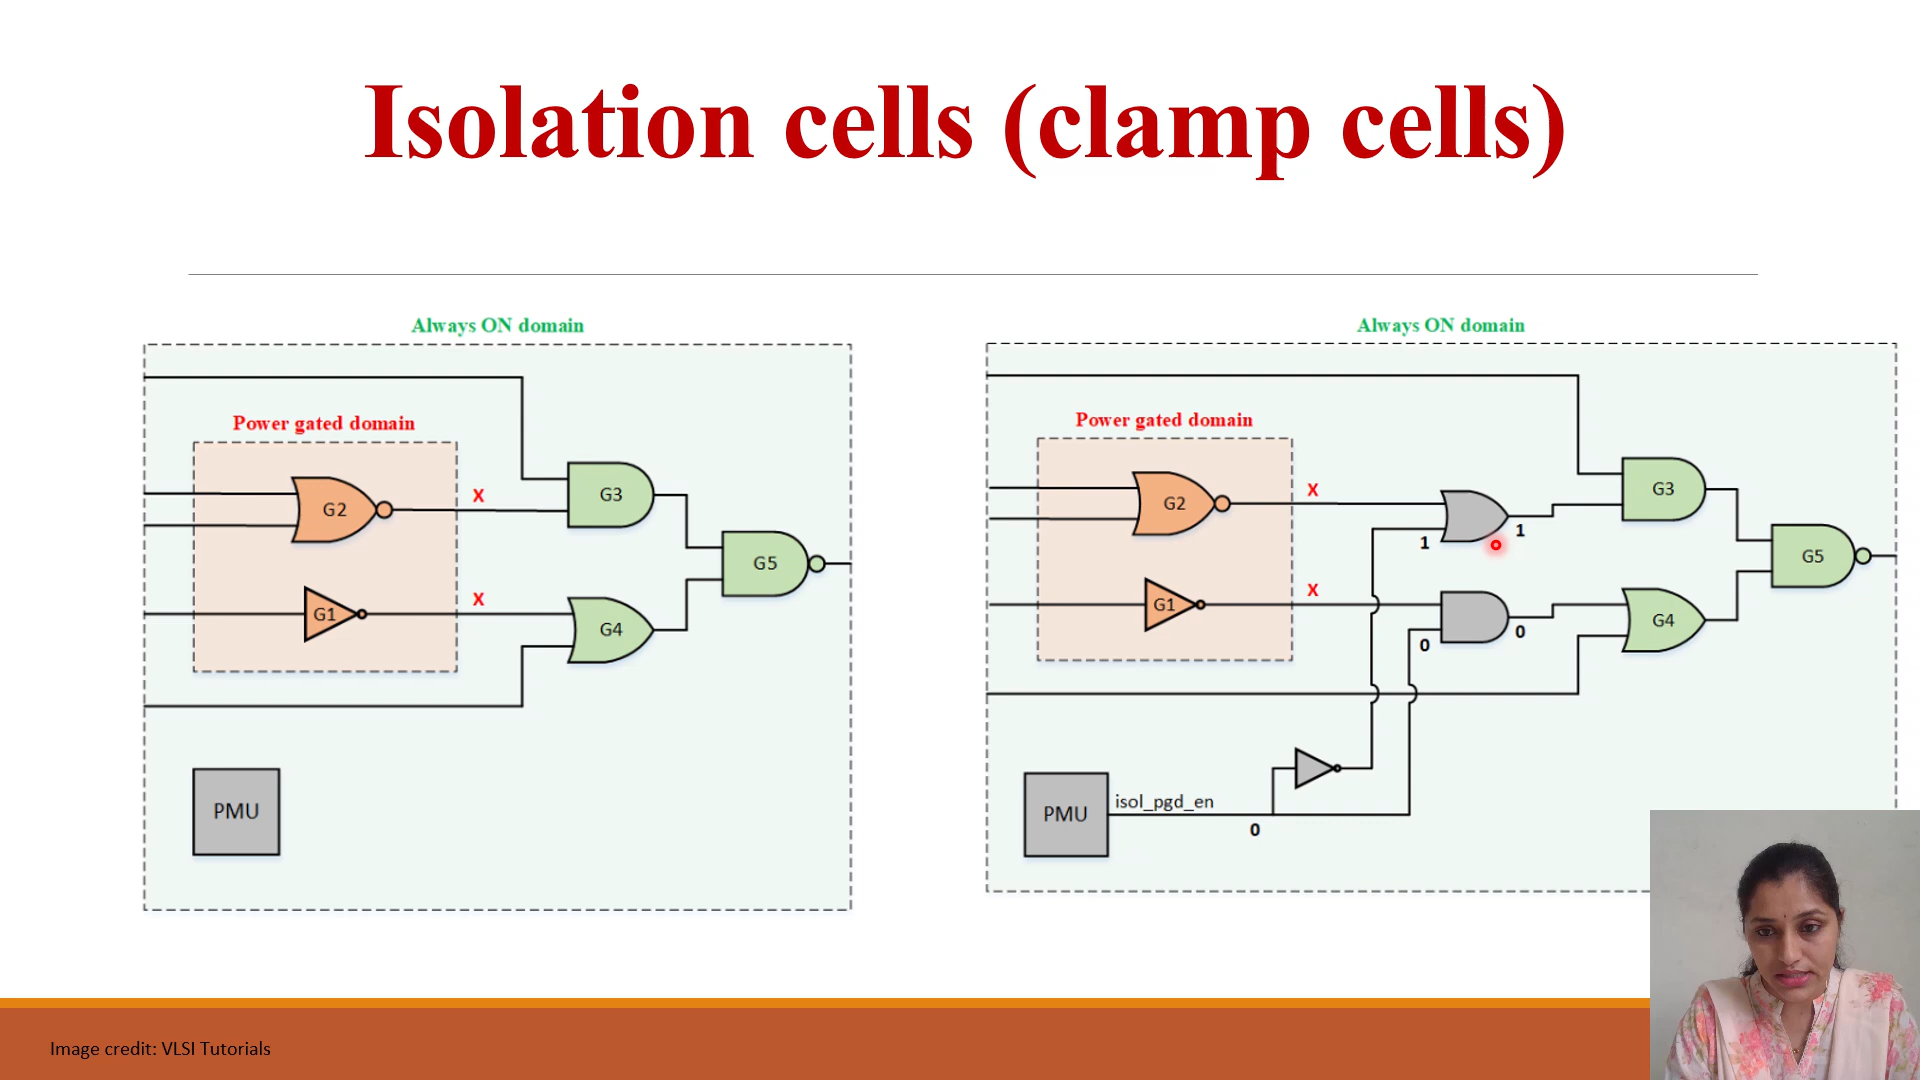 Isolation cells (clamp cells)
Always ON domain
Power gated domain
G2
X
G3
G5
G1
X
G4
PMU
Always ON domain
Power gated domain
G2
X
1
1
G3
G5
G1
X
0
0
G4
PMU
isol_pgd_en
0
Image credit: VLSI Tutorials